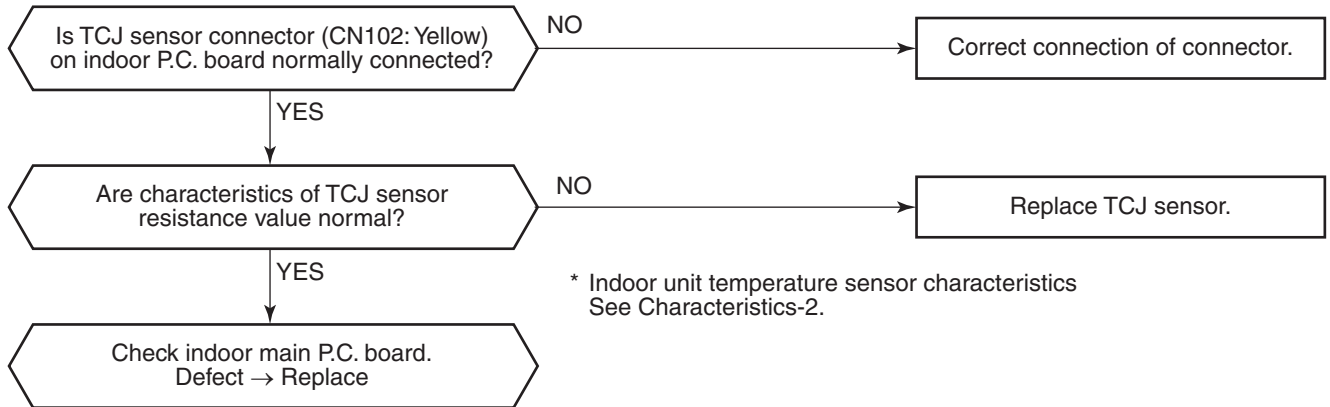 Is TCJ sensor connector (CN102: Yellow)
on indoor P.C. board normally connected?
NO
Correct connection of connector.
YES
Are characteristics of TCJ sensor
resistance value normal?
NO
Replace TCJ sensor.
YES
* Indoor unit temperature sensor characteristics
See Characteristics-2.
Check indoor main P.C. board.
Defect → Replace